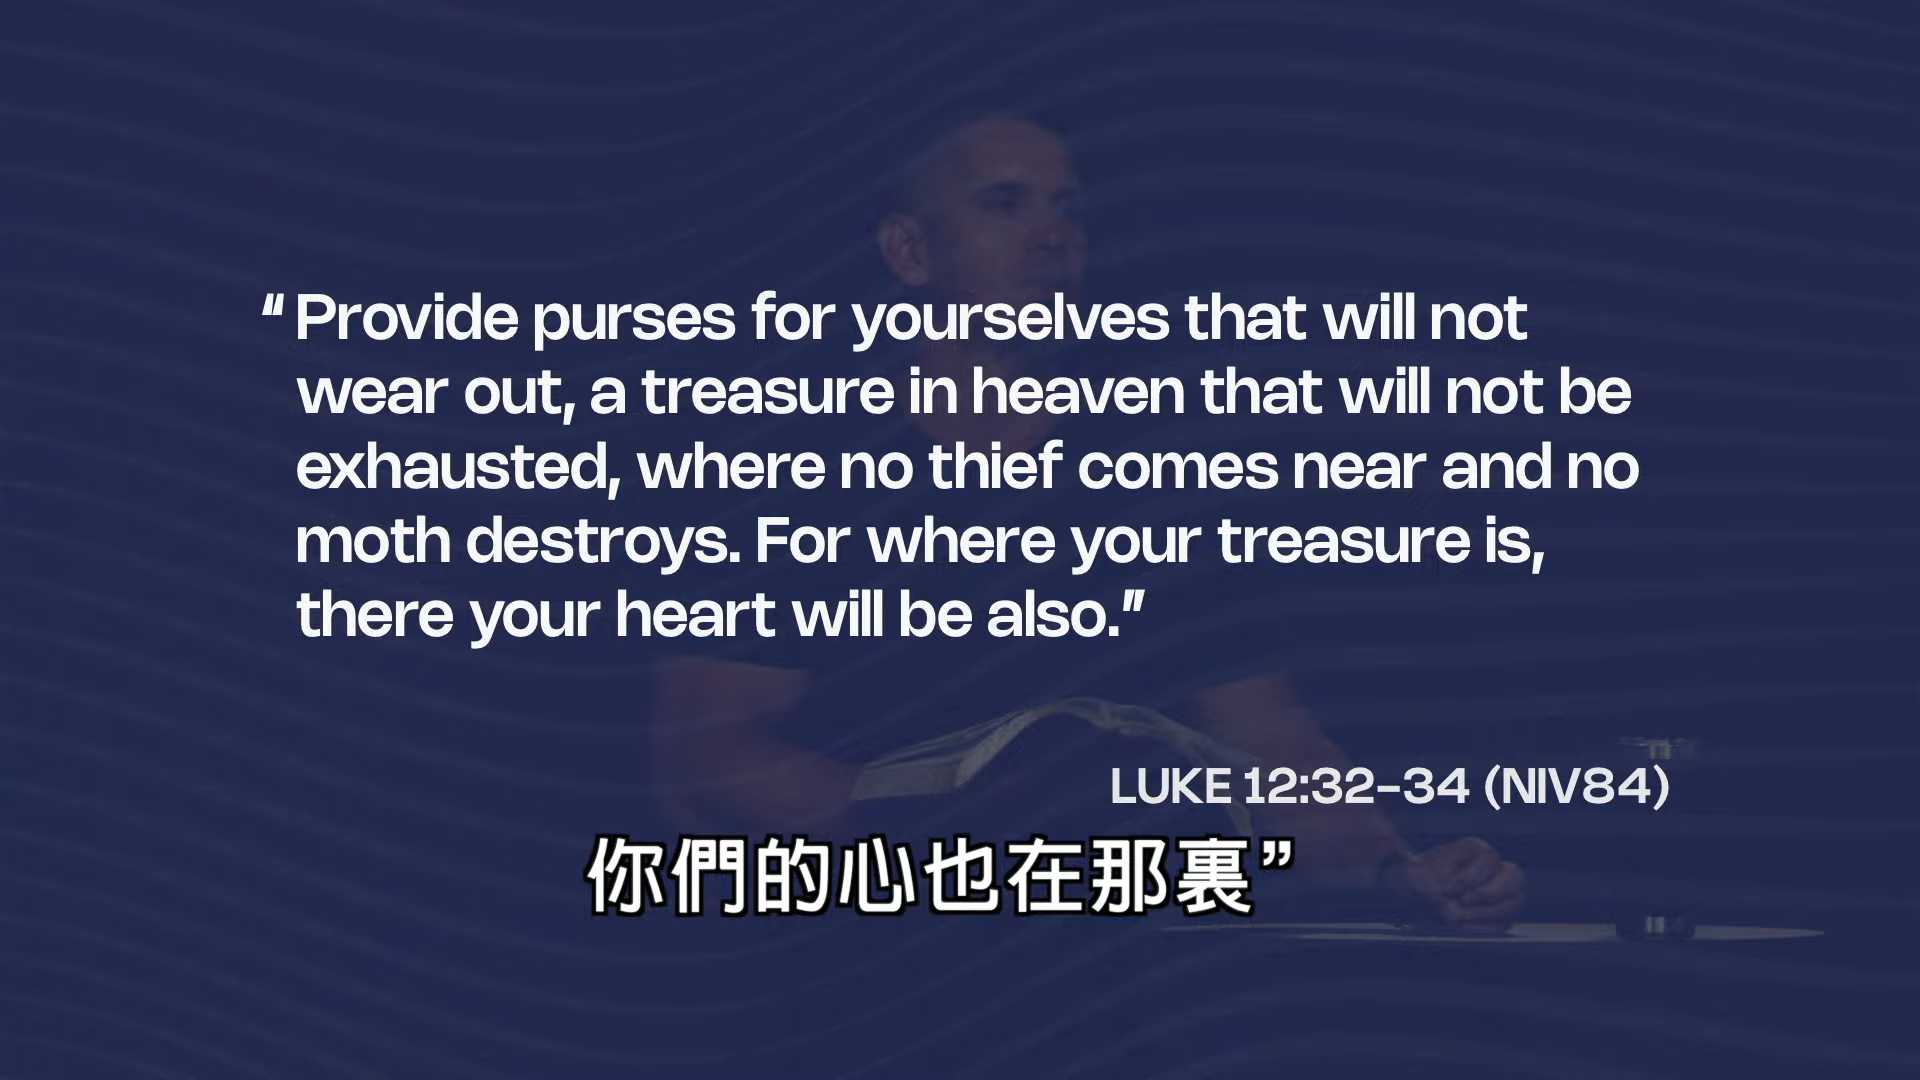 "Provide purses for yourselves that will not
wear out, a treasure in heaven that will not be
exhausted, where no thief comes near and no
moth destroys. For where your treasure is,
there your heart will be also."
LUKE 12:32-34 (NIV84)
你們的心也在那裏”